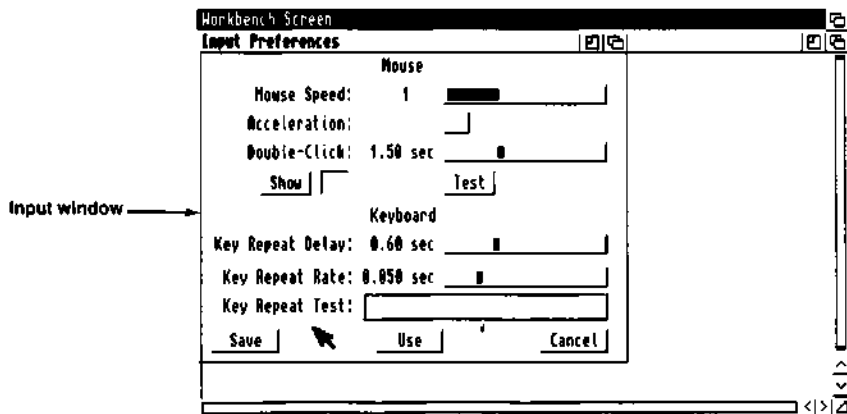 Workbench Screen
Input Preferences
Mouse
Mouse Speed: 1
Acceleration:
Double-Click: 1.50 sec
Show Test
Input window
Keyboard
Key Repeat Delay: 0.60 sec
Key Repeat Rate: 0.050 sec
Key Repeat Test:
Save Use Cancel